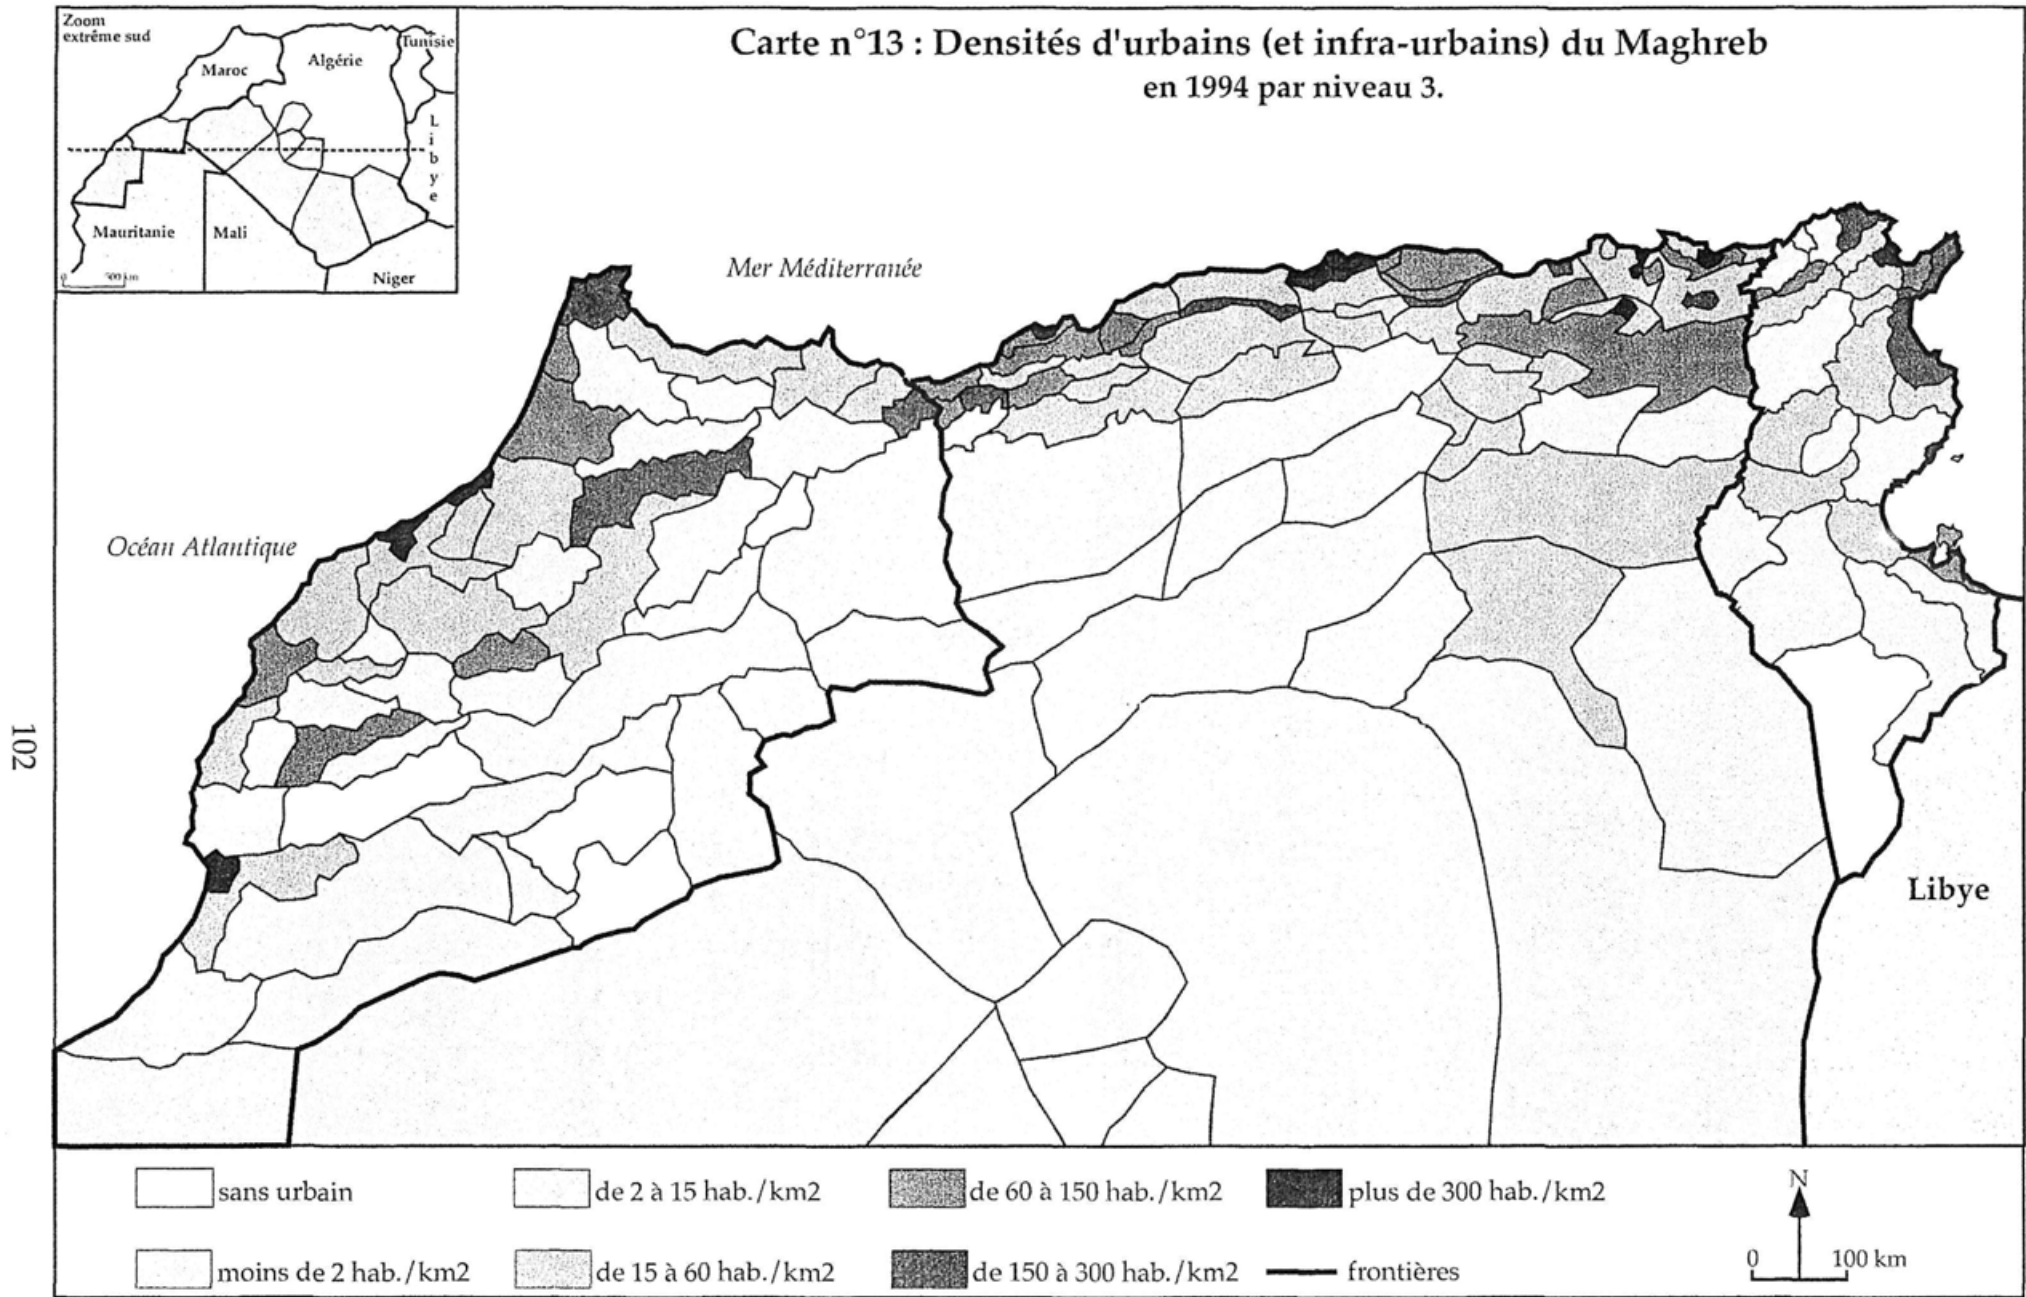 Zoom
extrême sud
Tunisie
Maroc
Algérie
Libye
Mauritanie
Mali
Niger
0 500 km
Carte n°13 : Densités d'urbains (et infra-urbains) du Maghreb
en 1994 par niveau 3.
Mer Méditerranée
Océan Atlantique
Libye
102
sans urbain
de 2 à 15 hab./km2
de 60 à 150 hab./km2
plus de 300 hab./km2
moins de 2 hab./km2
de 15 à 60 hab./km2
de 150 à 300 hab./km2
frontières
N
0 100 km